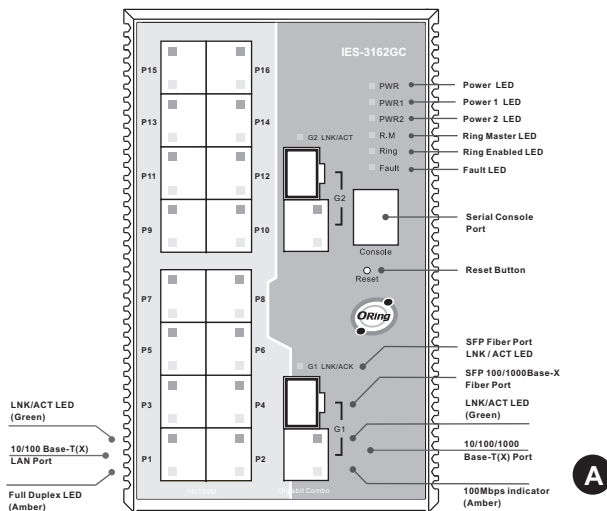 IES-3162GC
P15
P16
PWR
Power LED
PWR1
Power 1 LED
P13
P14
PWR2
Power 2 LED
G2 LNK/ACT
R.M
Ring Master LED
Ring
Ring Enabled LED
P11
P12
Fault
Fault LED
G2
P9
P10
Serial Console
Port
Console
Reset
Reset Button
P7
P8
ORing
P5
P6
SFP Fiber Port
LNK / ACT LED
G1 LNK/ACK
SFP 100/1000Base-X
Fiber Port
P3
P4
LNK/ACT LED
(Green)
G1
LNK/ACT LED
(Green)
10/100 Base-T(X)
LAN Port
P1
P2
10/100/1000
Base-T(X) Port
Full Duplex LED
(Amber)
10/100M
Gigabit Combo
100Mbps indicator
(Amber)
A